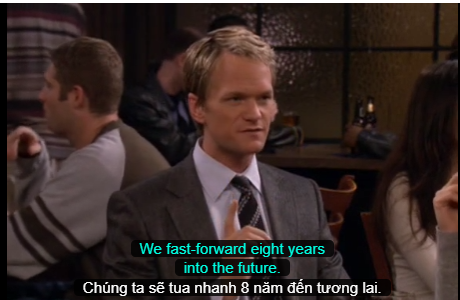 We fast-forward eight years
into the future.
Chúng ta sẽ tua nhanh 8 năm đến tương lai.